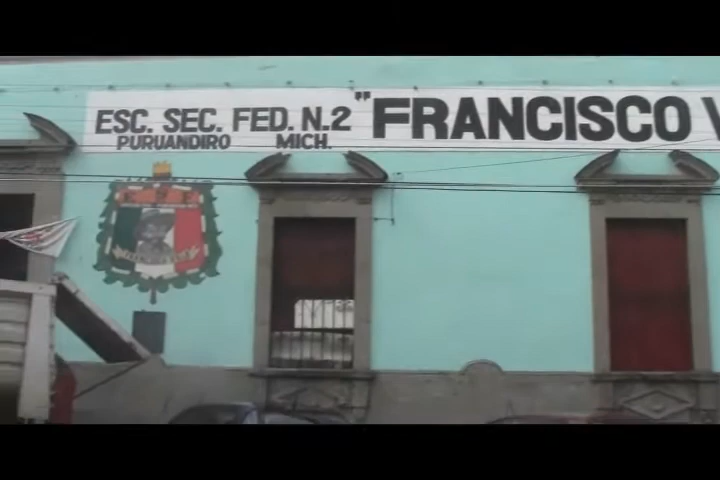 ESC. SEC. FED. N.2 "FRANCISCO V
PURUANDIRO MICH.